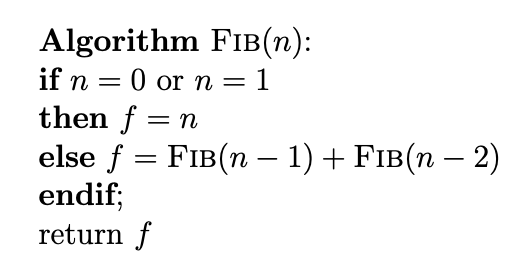 Algorithm FIB(n):
if n = 0 or n = 1
then f = n
else f = FIB(n − 1) + FIB(n − 2)
endif;
return f